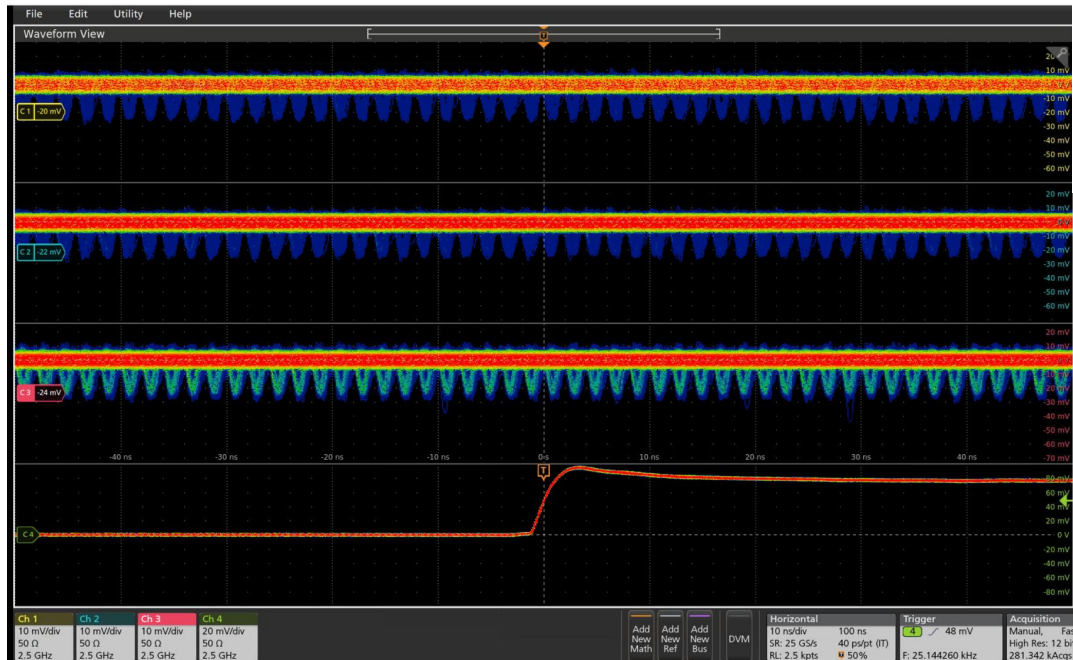 File Edit Utility Help
Waveform View
T
10 mV
-10 mV
-20 mV
-30 mV
-40 mV
-50 mV
-60 mV
C 1 -20 mV
20 mV
10 mV
-20 mV
-30 mV
-40 mV
-50 mV
-60 mV
C 2 -22 mV
20 mV
10 mV
-20 mV
-30 mV
-40 mV
-50 mV
-60 mV
-70 mV
C 3 -24 mV
-40 ns -30 ns -20 ns -10 ns 0 s 10 ns 20 ns 30 ns 40 ns
T
80 mV
60 mV
40 mV
20 mV
0 V
-20 mV
-40 mV
-60 mV
-80 mV
C 4
Ch 1 Ch 2 Ch 3 Ch 4
10 mV/div 10 mV/div 10 mV/div 20 mV/div
50 Ω 50 Ω 50 Ω 50 Ω
2.5 GHz 2.5 GHz 2.5 GHz 2.5 GHz
Add New Math
Add New Ref
Add New Bus
DVM
Horizontal
10 ns/div 100 ns
SR: 25 GS/s 40 ps/pt (IT)
RL: 2.5 kpts 50%
Trigger
4 48 mV
F: 25.144260 kHz
Acquisition
Manual, Fas
High Res: 12 bi
281.342 kAcqs